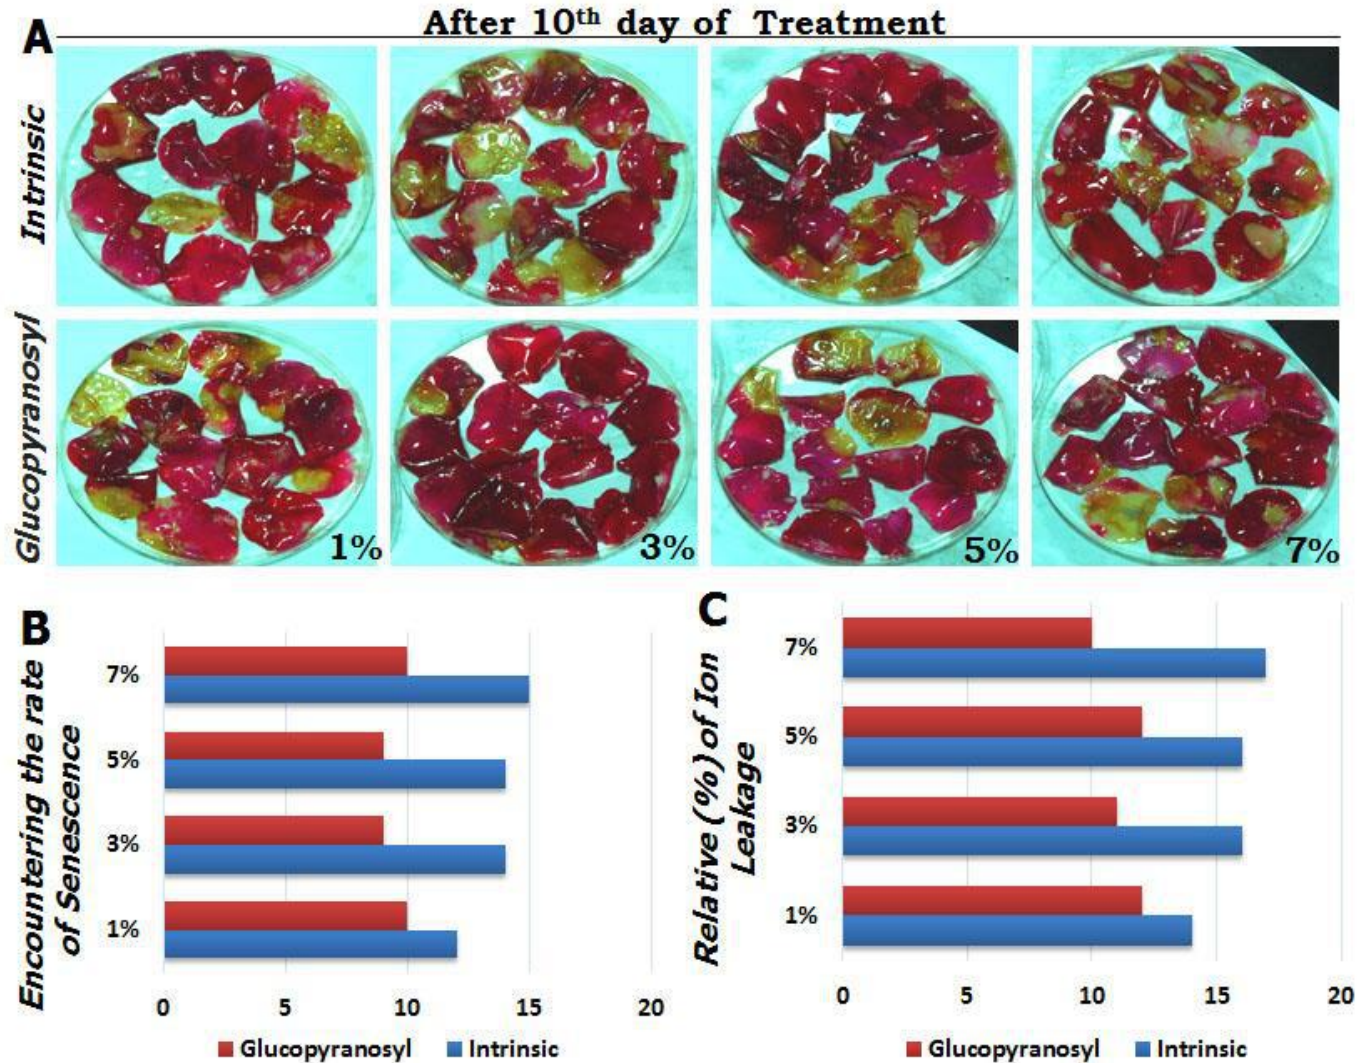 After 10th day of Treatment
A
Intrinsic
Glucopyranosyl
1%
3%
5%
7%
B
Encountering the rate
of Senescence
7%
5%
3%
1%
0 5 10 15 20
Glucopyranosyl Intrinsic
C
Relative (%) of Ion
Leakage
7%
5%
3%
1%
0 5 10 15 20
Glucopyranosyl Intrinsic